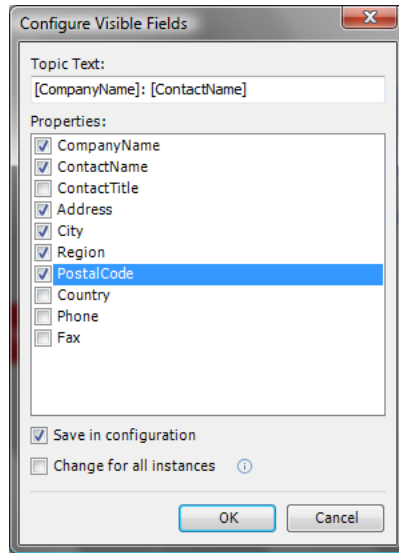 Configure Visible Fields
Topic Text:
[CompanyName]: [ContactName]
Properties:
CompanyName
ContactName
ContactTitle
Address
City
Region
PostalCode
Country
Phone
Fax
Save in configuration
Change for all instances
OK Cancel